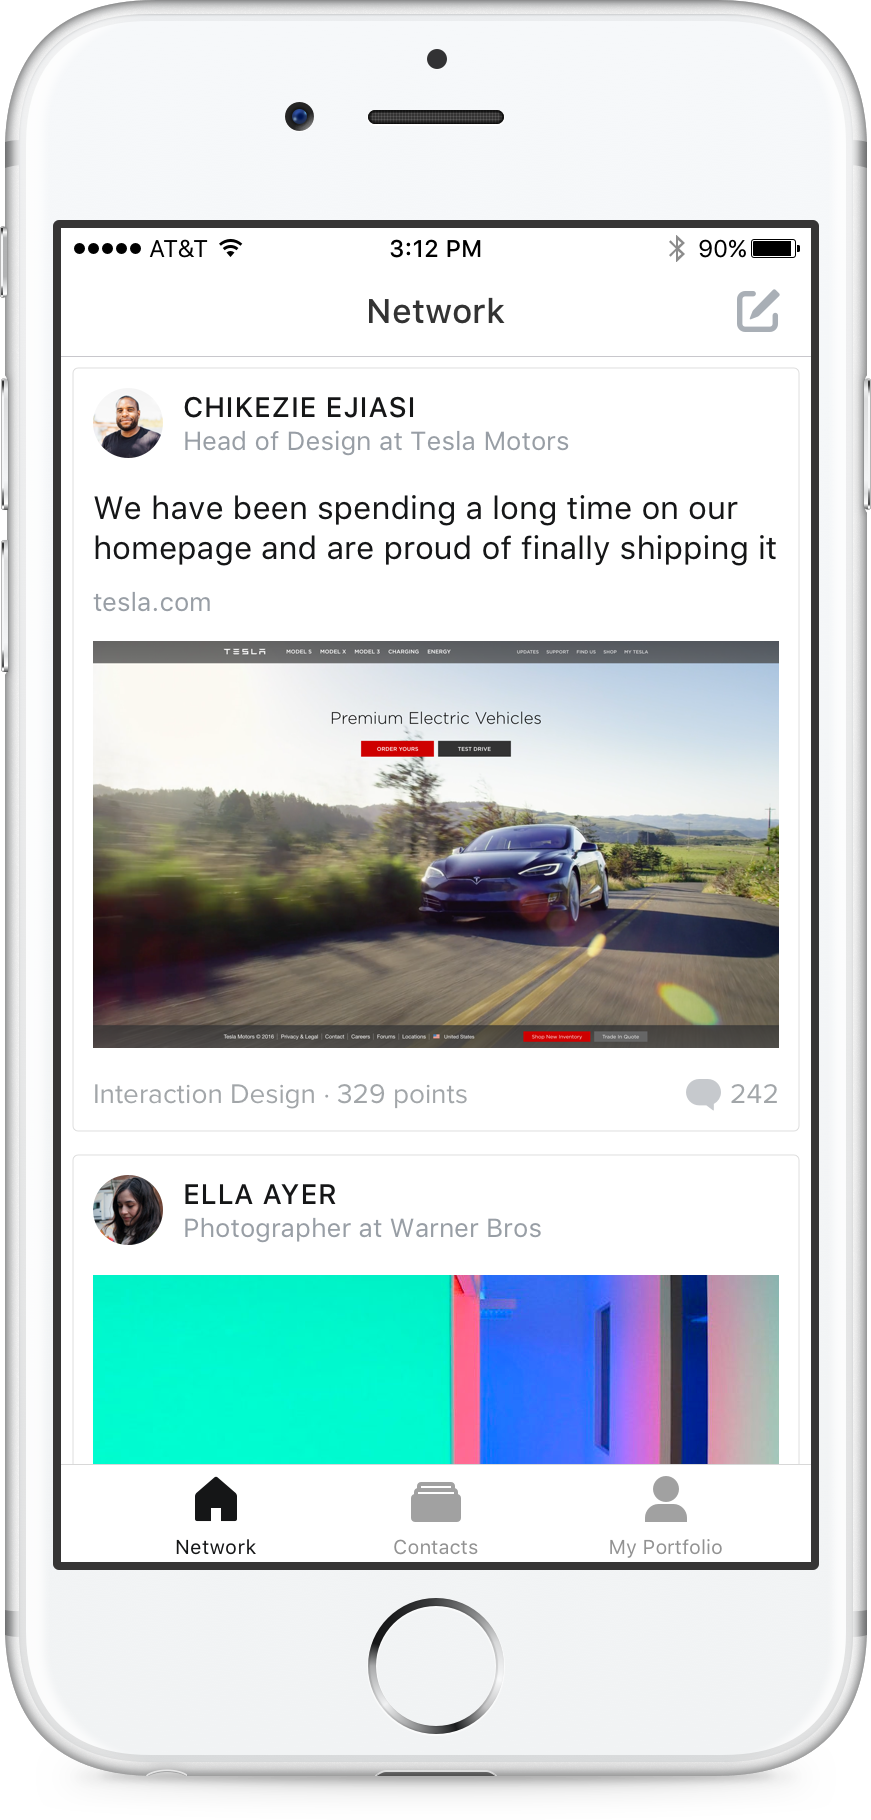 AT&T 3:12 PM 90%
Network
CHIKEZIE EJIASI
Head of Design at Tesla Motors
We have been spending a long time on our
homepage and are proud of finally shipping it
tesla.com
TESLA MODEL S MODEL X MODEL 3 CHARGING ENERGY UPDATES SUPPORT FIND US SHOP MY TESLA
Premium Electric Vehicles
ORDER YOURS TEST DRIVE
Tesla Motors © 2016 | Privacy & Legal | Contact | Careers | Forums | Locations | United States Shop New Inventory Trade In Quote
Interaction Design · 329 points 242
ELLA AYER
Photographer at Warner Bros
Network Contacts My Portfolio